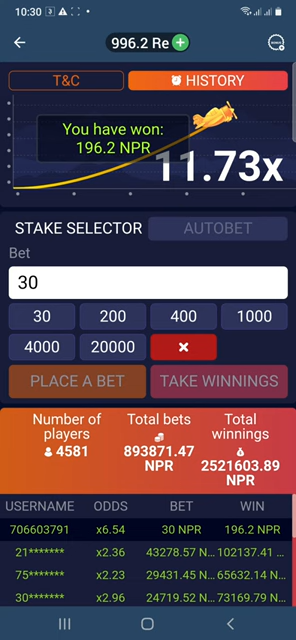 10:30
996.2 Re
T&C
HISTORY
You have won:
196.2 NPR
11.73x
STAKE SELECTOR
AUTOBET
Bet
30
30 200 400 1000
4000 20000
PLACE A BET
TAKE WINNINGS
Number of players
4581
Total bets
893871.47 NPR
Total winnings
2521603.89 NPR
USERNAME ODDS BET WIN
706603791 x6.54 30 NPR 196.2 NPR
21******* x2.36 43278.57 N... 102137.41 ...
75******* x2.23 29431.45 N... 65632.14 N...
30******* x2.96 24719.52 N... 73169.79 N...